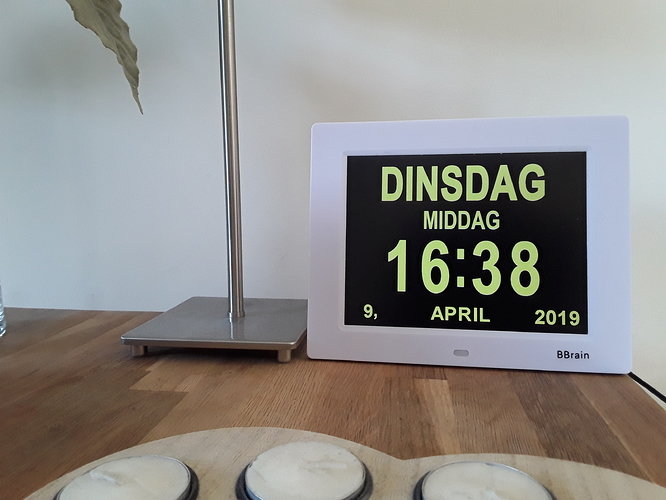 DINSDAG
MIDDAG
16:38
9, APRIL 2019
BBrain